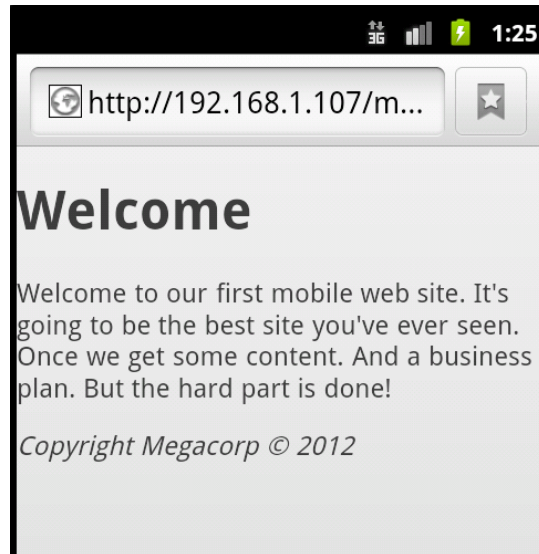 3G 1:25
http://192.168.1.107/m...
Welcome
Welcome to our first mobile web site. It's
going to be the best site you've ever seen.
Once we get some content. And a business
plan. But the hard part is done!
Copyright Megacorp © 2012